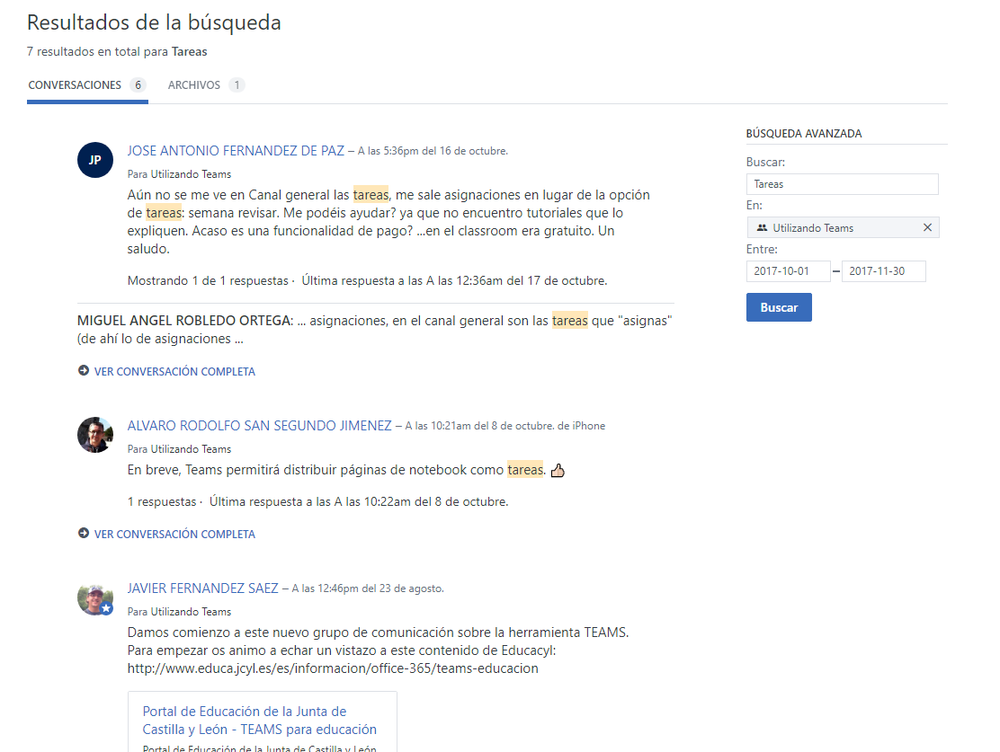 Resultados de la búsqueda
7 resultados en total para Tareas
CONVERSACIONES 6 ARCHIVOS 1
JP
JOSE ANTONIO FERNANDEZ DE PAZ – A las 5:36pm del 16 de octubre.
Para Utilizando Teams
Aún no se me ve en Canal general las tareas, me sale asignaciones en lugar de la opción
de tareas: semana revisar. Me podéis ayudar? ya que no encuentro tutoriales que lo
expliquen. Acaso es una funcionalidad de pago? ...en el classroom era gratuito. Un
saludo.
Mostrando 1 de 1 respuestas · Última respuesta a las A las 12:36am del 17 de octubre.
MIGUEL ANGEL ROBLEDO ORTEGA: ... asignaciones, en el canal general son las tareas que "asignas"
(de ahí lo de asignaciones ...
VER CONVERSACIÓN COMPLETA
ALVARO RODOLFO SAN SEGUNDO JIMENEZ – A las 10:21am del 8 de octubre. de iPhone
Para Utilizando Teams
En breve, Teams permitirá distribuir páginas de notebook como tareas. 👍
1 respuestas · Última respuesta a las A las 10:22am del 8 de octubre.
VER CONVERSACIÓN COMPLETA
JAVIER FERNANDEZ SAEZ – A las 12:46pm del 23 de agosto.
Para Utilizando Teams
Damos comienzo a este nuevo grupo de comunicación sobre la herramienta TEAMS.
Para empezar os animo a echar un vistazo a este contenido de Educacyl:
http://www.educa.jcyl.es/es/informacion/office-365/teams-educacion
Portal de Educación de la Junta de
Castilla y León - TEAMS para educación
Portal de Educación de la Junta de Castilla y León
BÚSQUEDA AVANZADA
Buscar:
Tareas
En:
Utilizando Teams
Entre:
2017-10-01 – 2017-11-30
Buscar